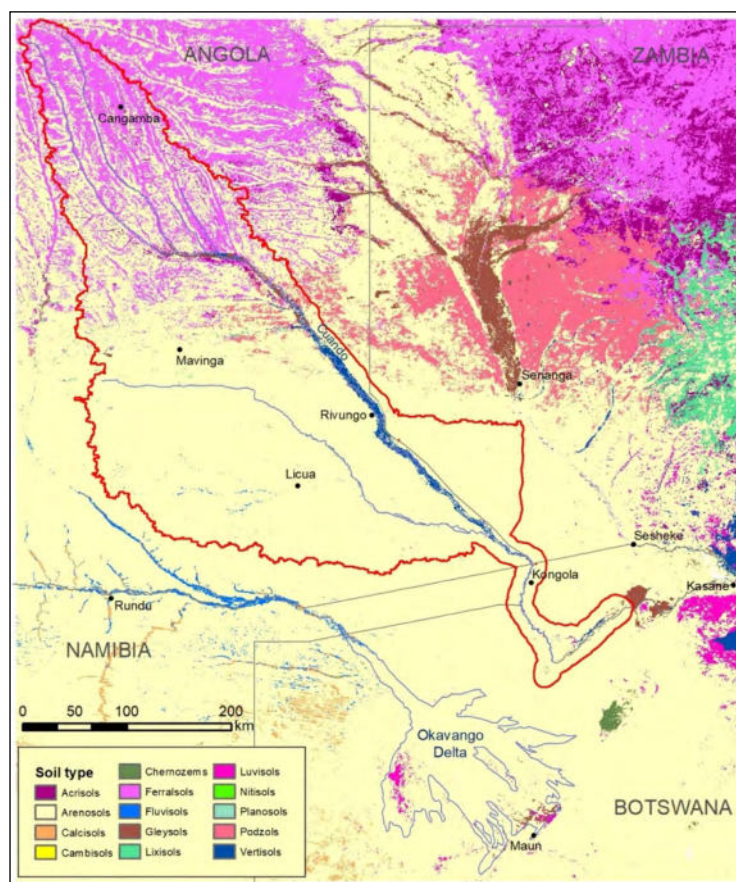 ANGOLA
ZAMBIA
Cangamba
Cuando
Mavinga
Senanga
Rivungo
Licua
Sesheke
Kongola
Kasane
Rundu
NAMIBIA
0 50 100 200
km
Okavango
Delta
BOTSWANA
Maun
Soil type
Acrisols
Arenosols
Calcisols
Cambisols
Chernozems
Ferralsols
Fluvisols
Gleysols
Lixisols
Luvisols
Nitisols
Planosols
Podzols
Vertisols